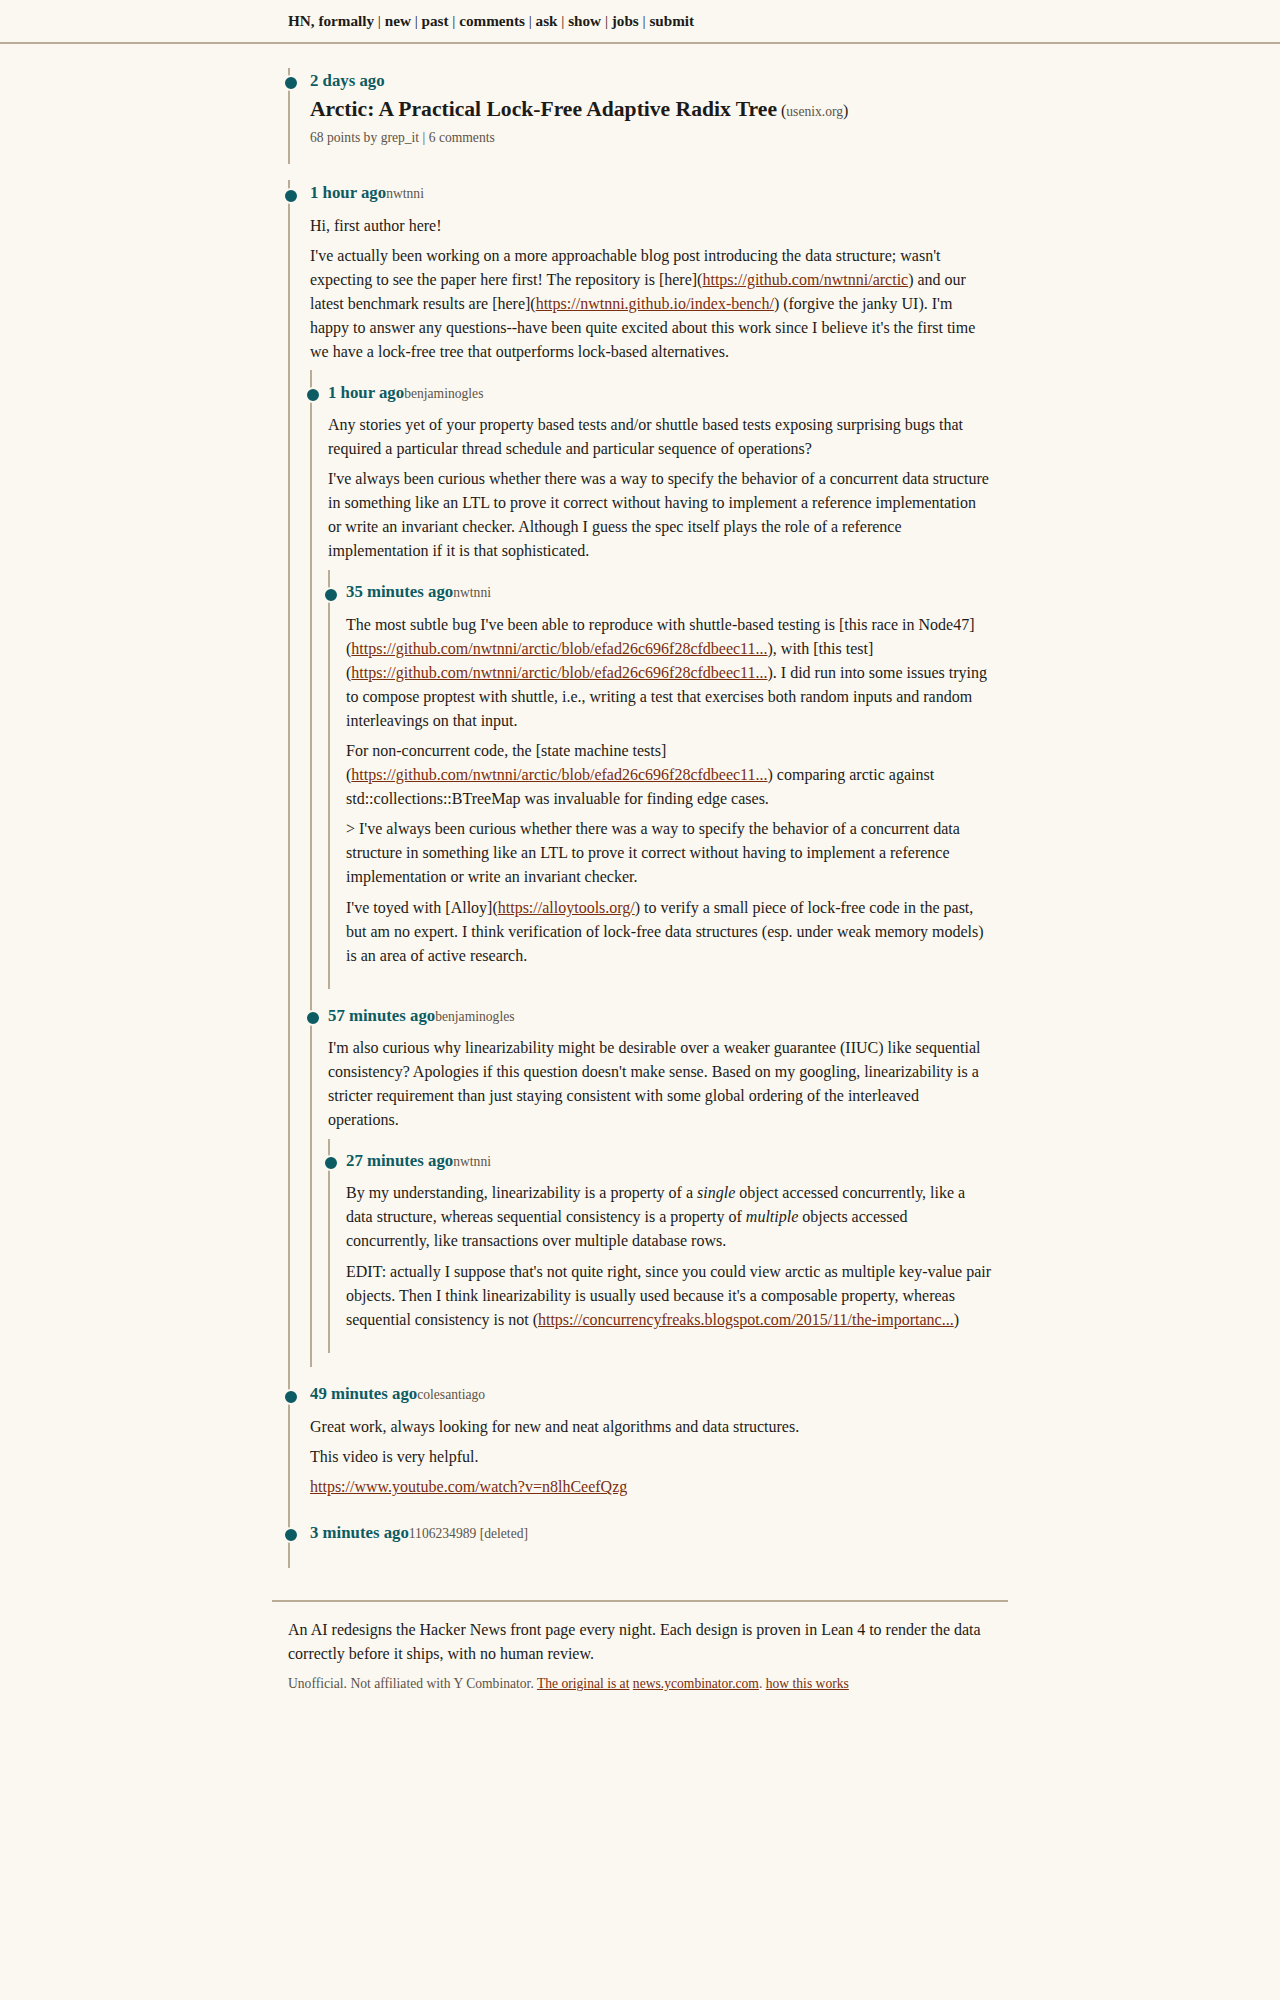 HN, formally | new | past | comments | ask | show | jobs | submit
2 days ago
Arctic: A Practical Lock-Free Adaptive Radix Tree (usenix.org)
68 points by grep_it | 6 comments
1 hour agonwtnni
Hi, first author here!
I've actually been working on a more approachable blog post introducing the data structure; wasn't
expecting to see the paper here first! The repository is [here](https://github.com/nwtnni/arctic) and our
latest benchmark results are [here](https://nwtnni.github.io/index-bench/) (forgive the janky UI). I'm
happy to answer any questions--have been quite excited about this work since I believe it's the first time
we have a lock-free tree that outperforms lock-based alternatives.
1 hour agobenjaminogles
Any stories yet of your property based tests and/or shuttle based tests exposing surprising bugs that
required a particular thread schedule and particular sequence of operations?
I've always been curious whether there was a way to specify the behavior of a concurrent data structure
in something like an LTL to prove it correct without having to implement a reference implementation
or write an invariant checker. Although I guess the spec itself plays the role of a reference
implementation if it is that sophisticated.
35 minutes agonwtnni
The most subtle bug I've been able to reproduce with shuttle-based testing is [this race in Node47]
(https://github.com/nwtnni/arctic/blob/efad26c696f28cfdbeec11...), with [this test]
(https://github.com/nwtnni/arctic/blob/efad26c696f28cfdbeec11...). I did run into some issues trying
to compose proptest with shuttle, i.e., writing a test that exercises both random inputs and random
interleavings on that input.
For non-concurrent code, the [state machine tests]
(https://github.com/nwtnni/arctic/blob/efad26c696f28cfdbeec11...) comparing arctic against
std::collections::BTreeMap was invaluable for finding edge cases.
> I've always been curious whether there was a way to specify the behavior of a concurrent data
structure in something like an LTL to prove it correct without having to implement a reference
implementation or write an invariant checker.
I've toyed with [Alloy](https://alloytools.org/) to verify a small piece of lock-free code in the past,
but am no expert. I think verification of lock-free data structures (esp. under weak memory models)
is an area of active research.
57 minutes agobenjaminogles
I'm also curious why linearizability might be desirable over a weaker guarantee (IIUC) like sequential
consistency? Apologies if this question doesn't make sense. Based on my googling, linearizability is a
stricter requirement than just staying consistent with some global ordering of the interleaved
operations.
27 minutes agonwtnni
By my understanding, linearizability is a property of a single object accessed concurrently, like a
data structure, whereas sequential consistency is a property of multiple objects accessed
concurrently, like transactions over multiple database rows.
EDIT: actually I suppose that's not quite right, since you could view arctic as multiple key-value pair
objects. Then I think linearizability is usually used because it's a composable property, whereas
sequential consistency is not (https://concurrencyfreaks.blogspot.com/2015/11/the-importanc...)
49 minutes agocolesantiago
Great work, always looking for new and neat algorithms and data structures.
This video is very helpful.
https://www.youtube.com/watch?v=n8lhCeefQzg
3 minutes ago1106234989 [deleted]
An AI redesigns the Hacker News front page every night. Each design is proven in Lean 4 to render the data
correctly before it ships, with no human review.
Unofficial. Not affiliated with Y Combinator. The original is at news.ycombinator.com. how this works